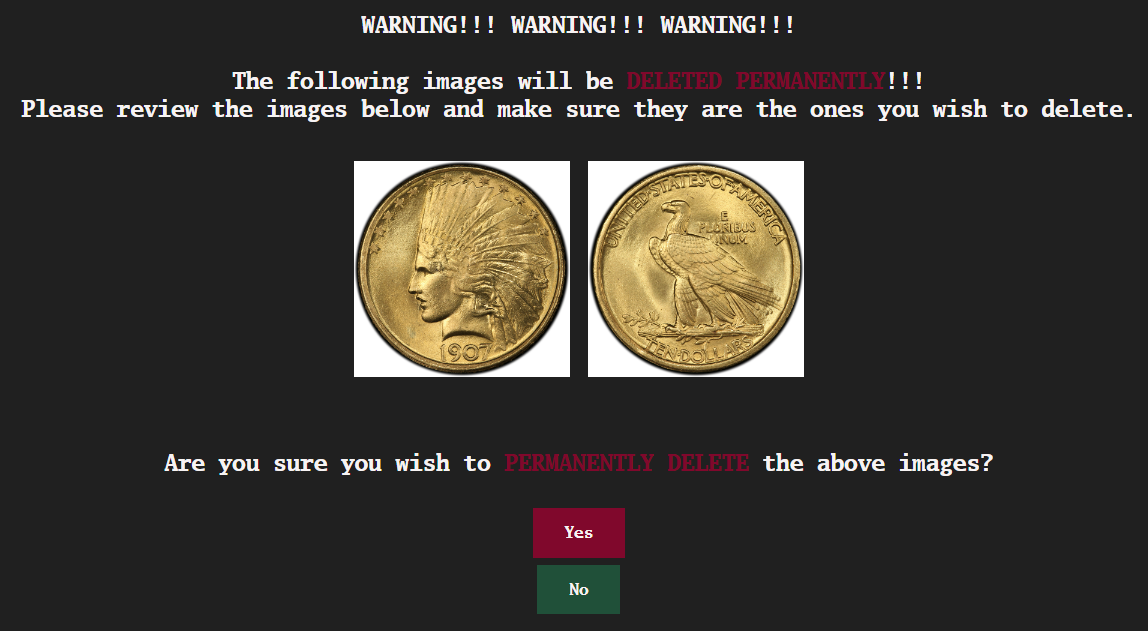 WARNING!!! WARNING!!! WARNING!!!
The following images will be DELETED PERMANENTLY!!!
Please review the images below and make sure they are the ones you wish to delete.
1907
UNITED·STATES·OF·AMERICA
E
PLURIBUS
UNUM
TEN·DOLLARS
Are you sure you wish to PERMANENTLY DELETE the above images?
Yes
No